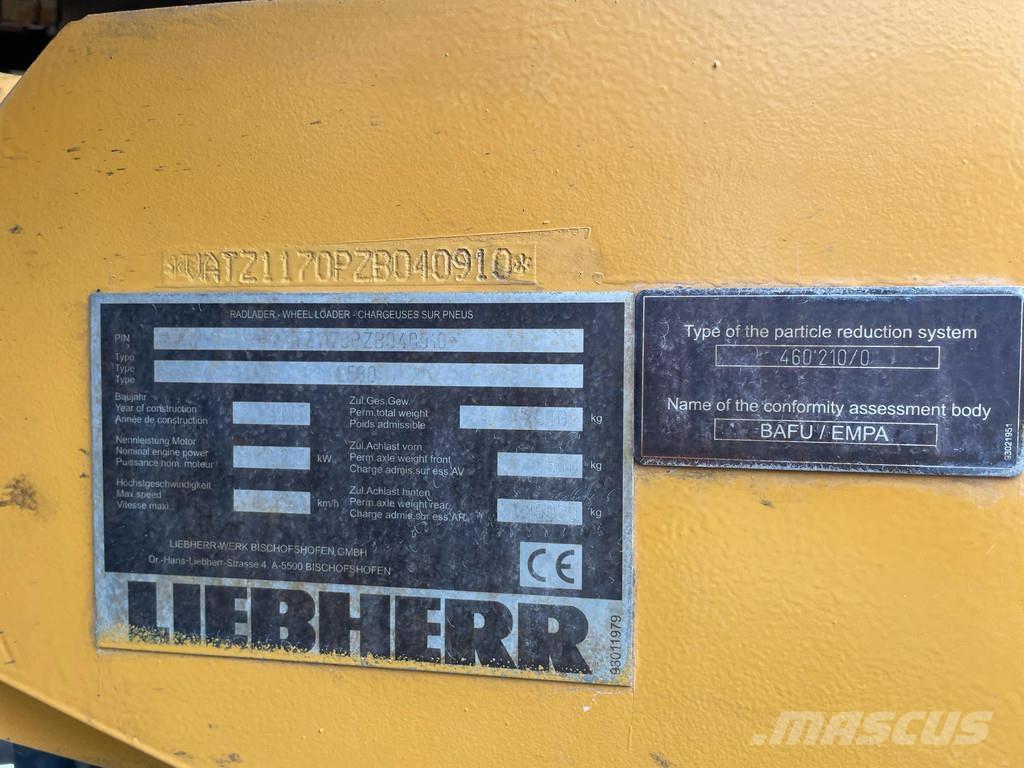 *VATZ1170PZB040910*
RADLADER - WHEEL LOADER - CHARGEUSES SUR PNEUS
PIN
Type
Type
Type
Baujahr
Year of construction
Année de construction
Zul.Ges.Gew.
Perm.total weight
Poids admissible
kg
Nennleistung Motor
Nominal engine power
Puissance nom. moteur
kW
Zul.Achlast vorn
Perm.axle weight front
Charge admis.sur ess.AV
kg
Höchstgeschwindigkeit
Max.speed
Vitesse maxi
km/h
Zul.Achlast hinten
Perm.axle weight rear
Charge admis.sur ess.AR
kg
LIEBHERR-WERK BISCHOFSHOFEN GMBH
Dr.-Hans-Liebherr-Strasse 4, A-5500 BISCHOFSHOFEN
CE
LIEBHERR
93011979
Type of the particle reduction system
460'210/0
Name of the conformity assessment body
BAFU / EMPA
93021951
MASCUS